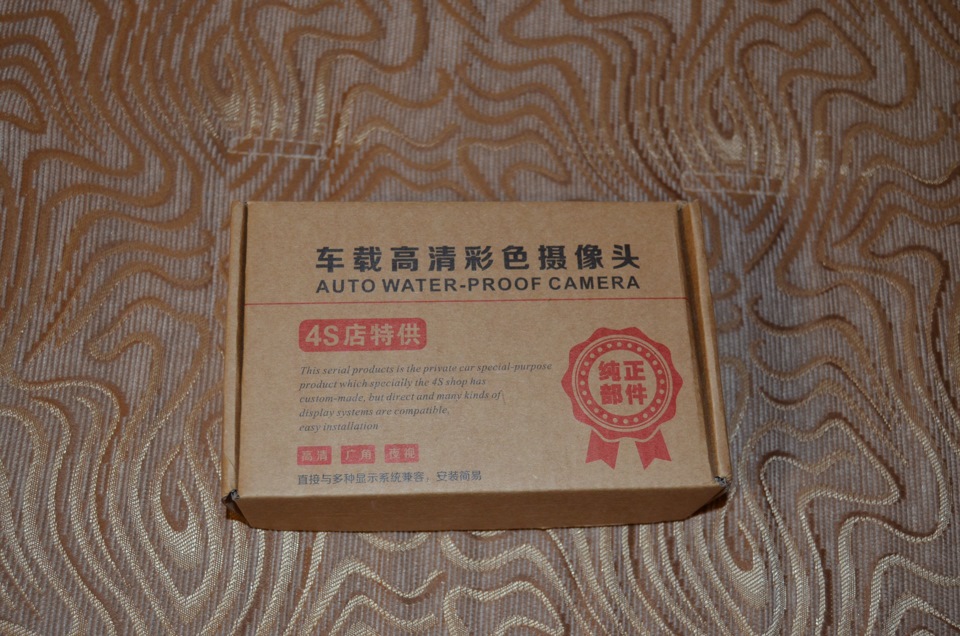 车载高清彩色摄像头
AUTO WATER-PROOF CAMERA
4S店特供
This serial products is the private car special-purpose
product which specially the 4S shop has
custom-made, but direct and many kinds of
display systems are compatible,
easy installation
高清 广角 夜视
直接与多种显示系统兼容，安装简易
纯正
部件